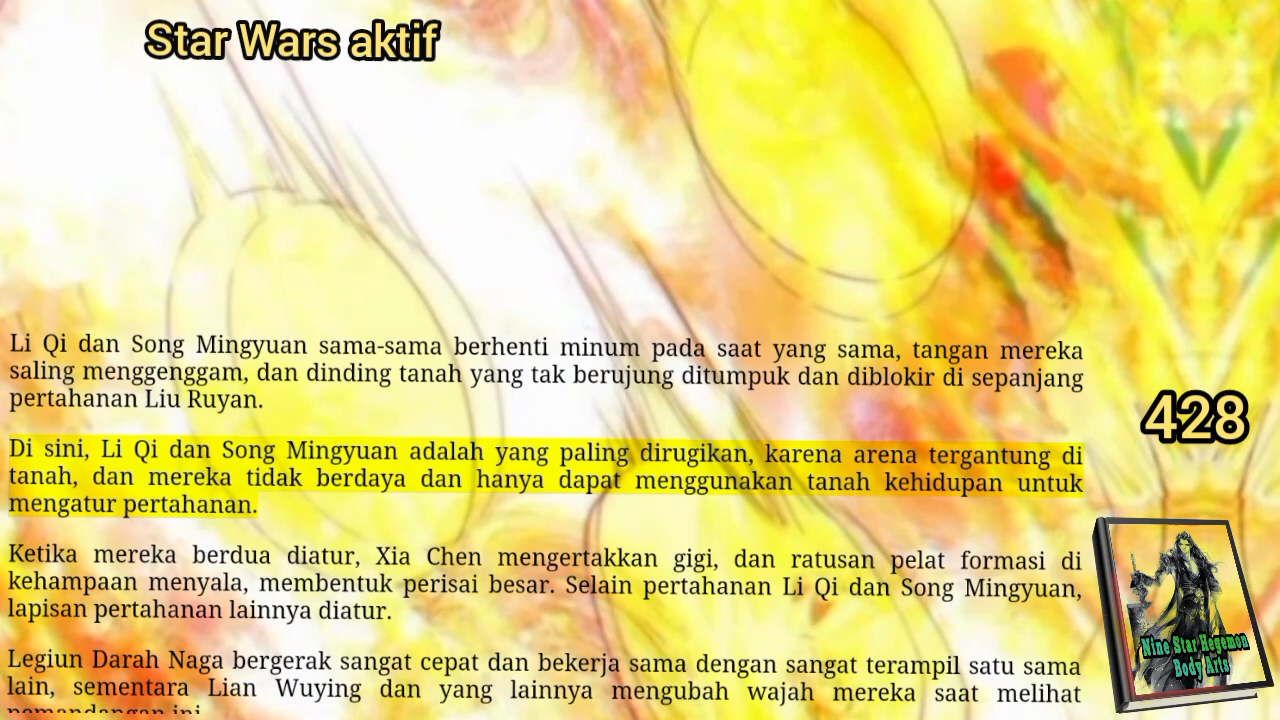 Star Wars aktif
Li Qi dan Song Mingyuan sama-sama berhenti minum pada saat yang sama, tangan mereka
saling menggenggam, dan dinding tanah yang tak berujung ditumpuk dan diblokir di sepanjang
pertahanan Liu Ruyan.
Di sini, Li Qi dan Song Mingyuan adalah yang paling dirugikan, karena arena tergantung di
tanah, dan mereka tidak berdaya dan hanya dapat menggunakan tanah kehidupan untuk
mengatur pertahanan.
428
Ketika mereka berdua diatur, Xia Chen mengertakkan gigi, dan ratusan pelat formasi di
kehampaan menyala, membentuk perisai besar. Selain pertahanan Li Qi dan Song Mingyuan,
lapisan pertahanan lainnya diatur.
Legiun Darah Naga bergerak sangat cepat dan bekerja sama dengan sangat terampil satu sama
lain, sementara Lian Wuying dan yang lainnya mengubah wajah mereka saat melihat
pemandangan ini.
Nine Star Hegemon
Body Arts